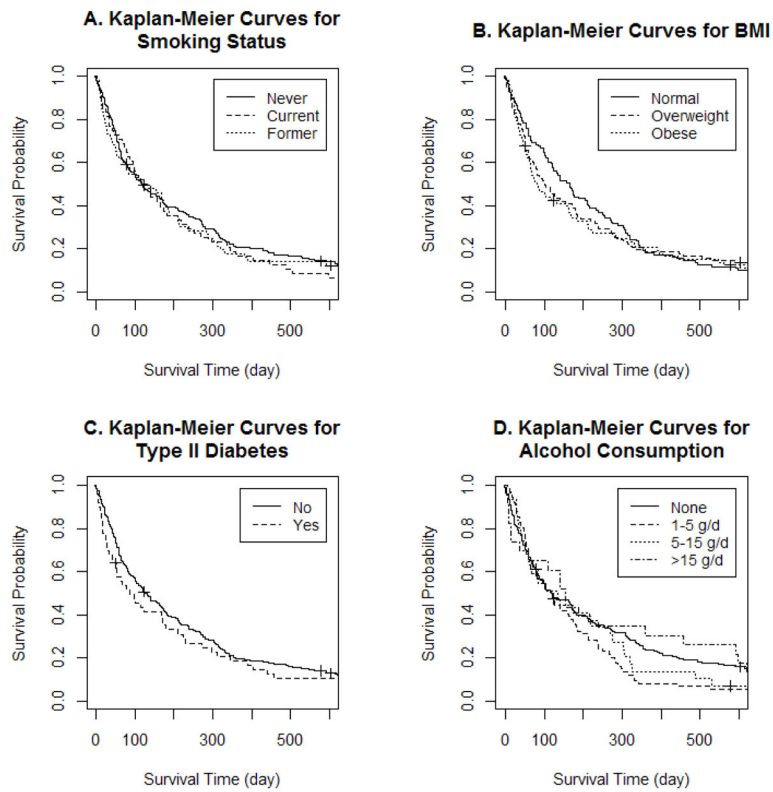 A. Kaplan-Meier Curves for
Smoking Status
Survival Probability
1.0
0.8
0.6
0.4
0.2
0.0
Never
Current
Former
0 100 300 500
Survival Time (day)
B. Kaplan-Meier Curves for BMI
Survival Probability
1.0
0.8
0.6
0.4
0.2
0.0
Normal
Overweight
Obese
0 100 300 500
Survival Time (day)
C. Kaplan-Meier Curves for
Type II Diabetes
Survival Probability
1.0
0.8
0.6
0.4
0.2
0.0
No
Yes
0 100 300 500
Survival Time (day)
D. Kaplan-Meier Curves for
Alcohol Consumption
Survival Probability
1.0
0.8
0.6
0.4
0.2
0.0
None
1-5 g/d
5-15 g/d
>15 g/d
0 100 300 500
Survival Time (day)